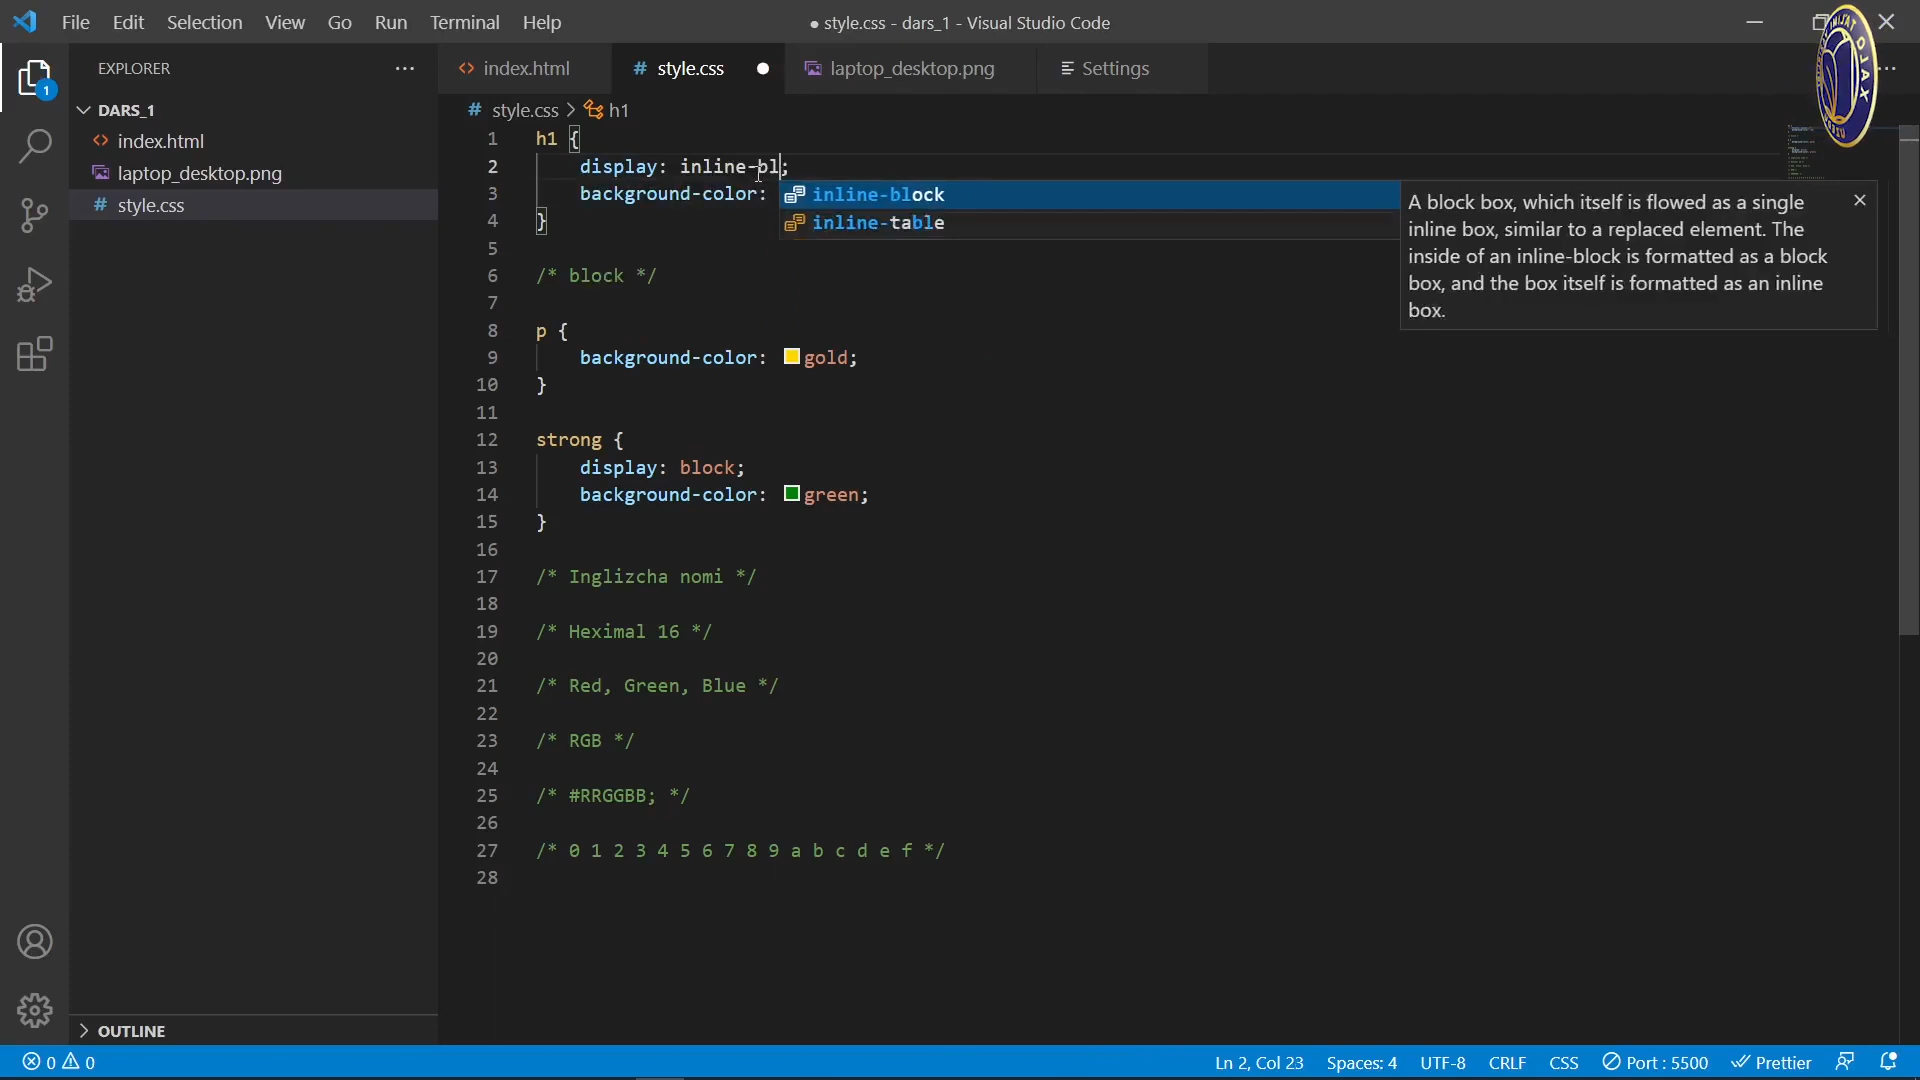 File Edit Selection View Go Run Terminal Help
● style.css - dars_1 - Visual Studio Code
EXPLORER
index.html
style.css
laptop_desktop.png
Settings
1
DARS_1
index.html
laptop_desktop.png
style.css
OUTLINE
style.css > h1
1 h1 {
2 display: inline-bl;
3 background-color:
4 }
5
6 /* block */
7
8 p {
9 background-color: gold;
10 }
11
12 strong {
13 display: block;
14 background-color: green;
15 }
16
17 /* Inglizcha nomi */
18
19 /* Heximal 16 */
20
21 /* Red, Green, Blue */
22
23 /* RGB */
24
25 /* #RRGGBB; */
26
27 /* 0 1 2 3 4 5 6 7 8 9 a b c d e f */
28
inline-block
inline-table
A block box, which itself is flowed as a single
inline box, similar to a replaced element. The
inside of an inline-block is formatted as a block
box, and the box itself is formatted as an inline
box.
0 0
Ln 2, Col 23 Spaces: 4 UTF-8 CRLF CSS Port : 5500 Prettier